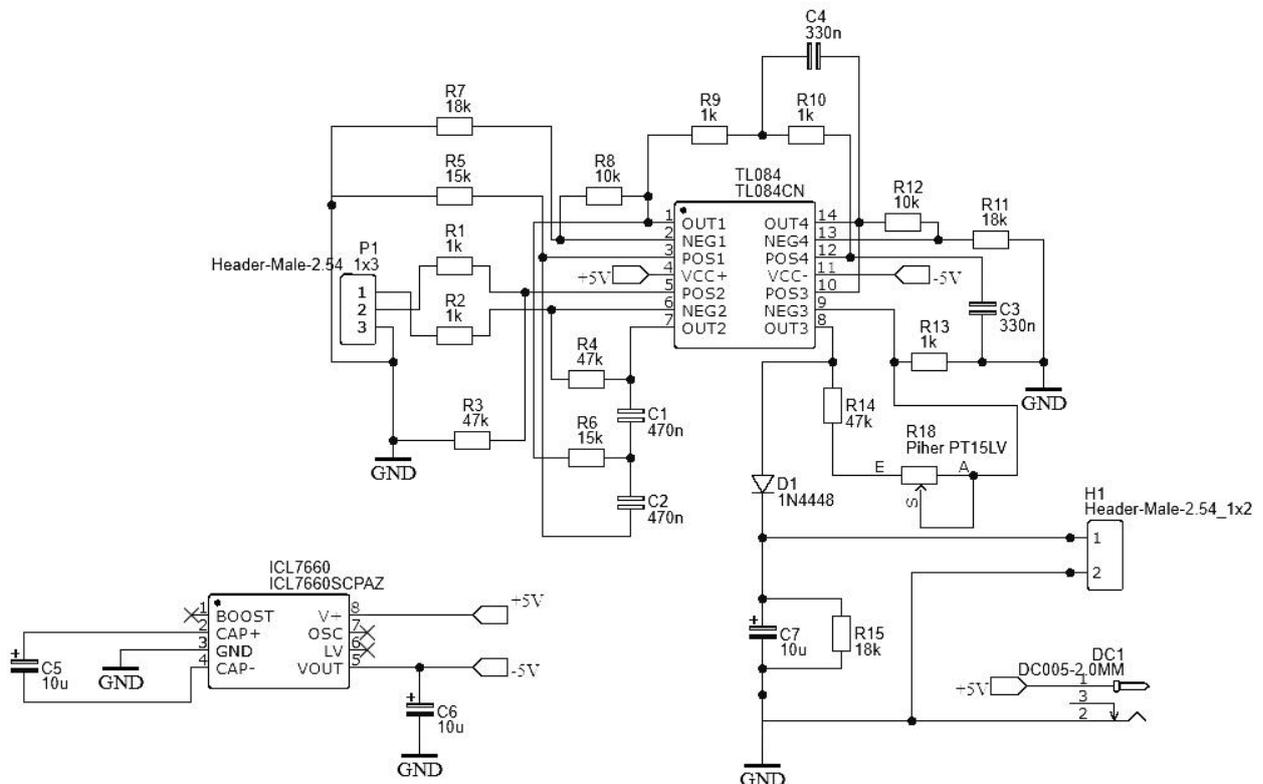 C4
330n
R7
18k
R9
1k
R10
1k
R5
15k
R8
10k
TL084
TL084CN
R12
10k
R11
18k
P1
Header-Male-2.54_1x3
R1
1k
1
2
3
R2
1k
1 OUT1 OUT4 14
2 NEG1 NEG4 13
3 POS1 POS4 12
+5V 4 VCC+ VCC- 11 -5V
5 POS2 POS3 10
6 NEG2 NEG3 9
7 OUT2 OUT3 8
C3
330n
R13
1k
GND
R4
47k
C1
470n
R3
47k
R6
15k
GND
C2
470n
R14
47k
R18
Piher PT15LV
E A
S
D1
1N4448
H1
Header-Male-2.54_1x2
1
2
ICL7660
ICL7660SCPAZ
1 BOOST V+ 8 +5V
2 CAP+ OSC 7
3 GND LV 6
4 CAP- VOUT 5 -5V
+
C5
10u
GND
+
C6
10u
GND
+
C7
10u
R15
18k
DC1
DC005-2.0MM
+5V 1
3
2
GND